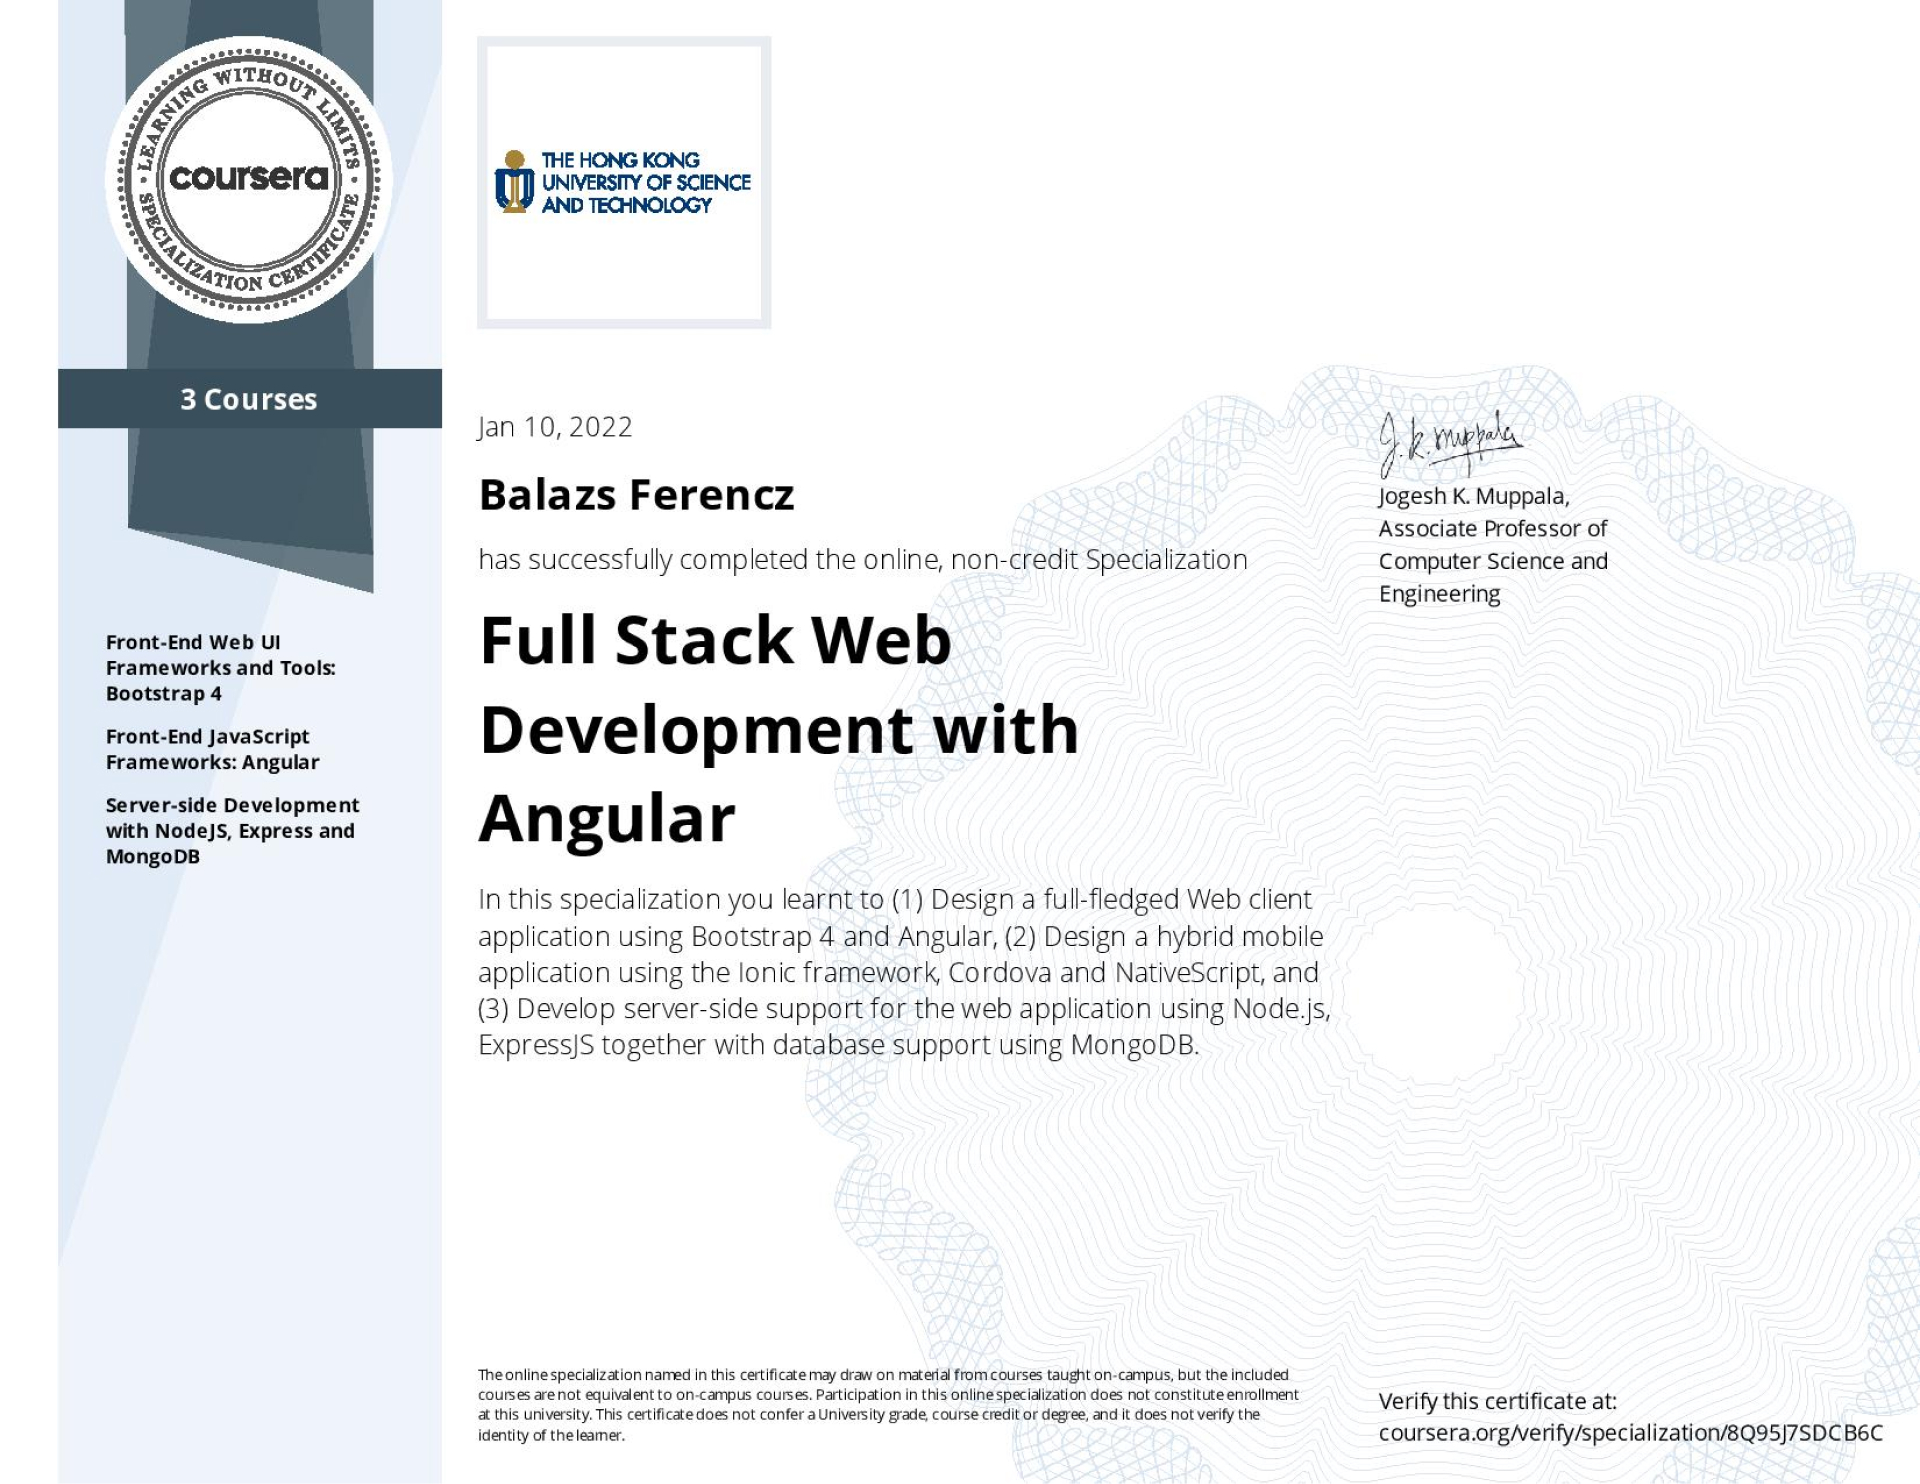 LEARNING WITHOUT LIMITS
coursera
SPECIALIZATION CERTIFICATE
3 Courses
Front-End Web UI
Frameworks and Tools:
Bootstrap 4
Front-End JavaScript
Frameworks: Angular
Server-side Development
with NodeJS, Express and
MongoDB
THE HONG KONG
UNIVERSITY OF SCIENCE
AND TECHNOLOGY
Jan 10, 2022
Balazs Ferencz
has successfully completed the online, non-credit Specialization
Full Stack Web
Development with
Angular
In this specialization you learnt to (1) Design a full-fledged Web client
application using Bootstrap 4 and Angular, (2) Design a hybrid mobile
application using the Ionic framework, Cordova and NativeScript, and
(3) Develop server-side support for the web application using Node.js,
ExpressJS together with database support using MongoDB.
J. K. Muppala
Jogesh K. Muppala,
Associate Professor of
Computer Science and
Engineering
The online specialization named in this certificate may draw on material from courses taught on-campus, but the included
courses are not equivalent to on-campus courses. Participation in this online specialization does not constitute enrollment
at this university. This certificate does not confer a University grade, course credit or degree, and it does not verify the
identity of the learner.
Verify this certificate at:
coursera.org/verify/specialization/8Q95J7SDCB6C